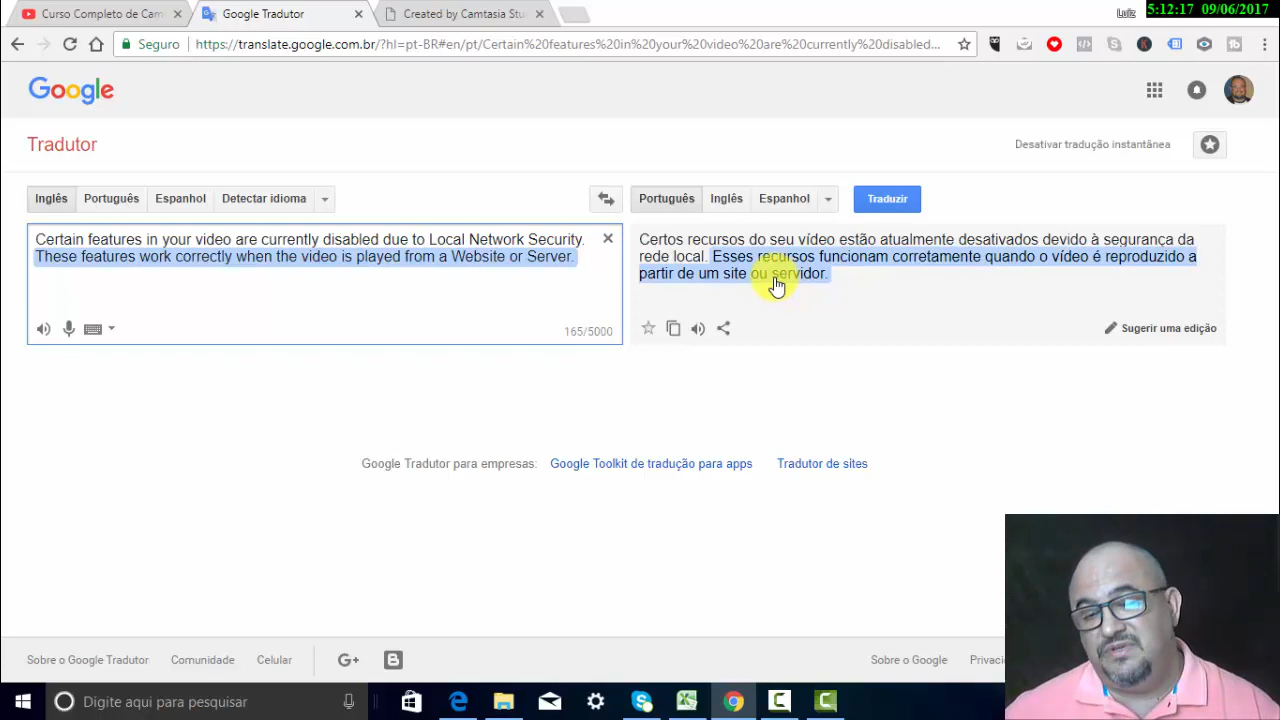 Curso Completo de Cam
Google Tradutor
Created by Camtasia Stu
Luiz
5:12:17 09/06/2017
Seguro
https://translate.google.com.br/?hl=pt-BR#en/pt/Certain%20features%20in%20your%20video%20are%20currently%20disabled...
Google
Tradutor
Desativar tradução instantânea
Inglês Português Espanhol Detectar idioma
Português Inglês Espanhol Traduzir
Certain features in your video are currently disabled due to Local Network Security.
These features work correctly when the video is played from a Website or Server.
165/5000
Certos recursos do seu vídeo estão atualmente desativados devido à segurança da
rede local. Esses recursos funcionam corretamente quando o vídeo é reproduzido a
partir de um site ou servidor.
Sugerir uma edição
Google Tradutor para empresas: Google Toolkit de tradução para apps Tradutor de sites
Sobre o Google Tradutor Comunidade Celular G+ Sobre o Google
Digite aqui para pesquisar